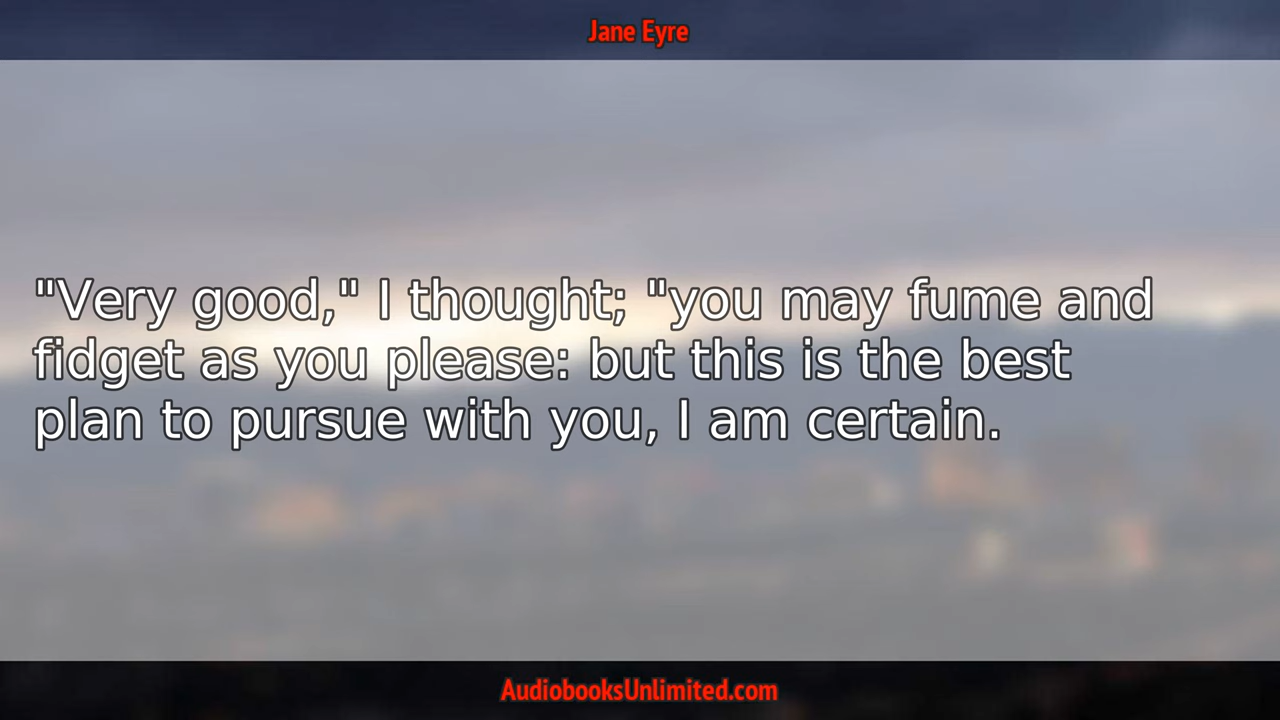 Jane Eyre
"Very good," I thought; "you may fume and
fidget as you please: but this is the best
plan to pursue with you, I am certain.
AudiobooksUnlimited.com